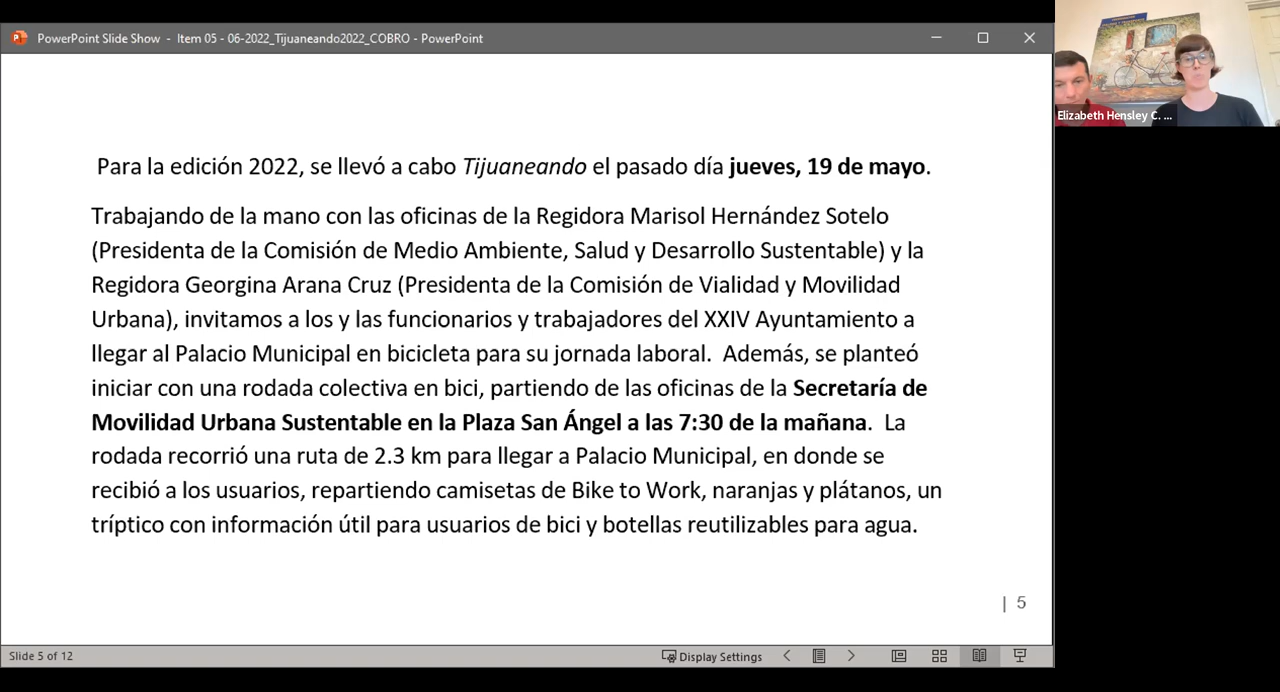 PowerPoint Slide Show - Item 05 - 06-2022_Tijuaneando2022_COBRO - PowerPoint
Elizabeth Hensley C. ...
Para la edición 2022, se llevó a cabo Tijuaneando el pasado día jueves, 19 de mayo.
Trabajando de la mano con las oficinas de la Regidora Marisol Hernández Sotelo
(Presidenta de la Comisión de Medio Ambiente, Salud y Desarrollo Sustentable) y la
Regidora Georgina Arana Cruz (Presidenta de la Comisión de Vialidad y Movilidad
Urbana), invitamos a los y las funcionarios y trabajadores del XXIV Ayuntamiento a
llegar al Palacio Municipal en bicicleta para su jornada laboral. Además, se planteó
iniciar con una rodada colectiva en bici, partiendo de las oficinas de la Secretaría de
Movilidad Urbana Sustentable en la Plaza San Ángel a las 7:30 de la mañana. La
rodada recorrió una ruta de 2.3 km para llegar a Palacio Municipal, en donde se
recibió a los usuarios, repartiendo camisetas de Bike to Work, naranjas y plátanos, un
tríptico con información útil para usuarios de bici y botellas reutilizables para agua.
| 5
Slide 5 of 12
Display Settings